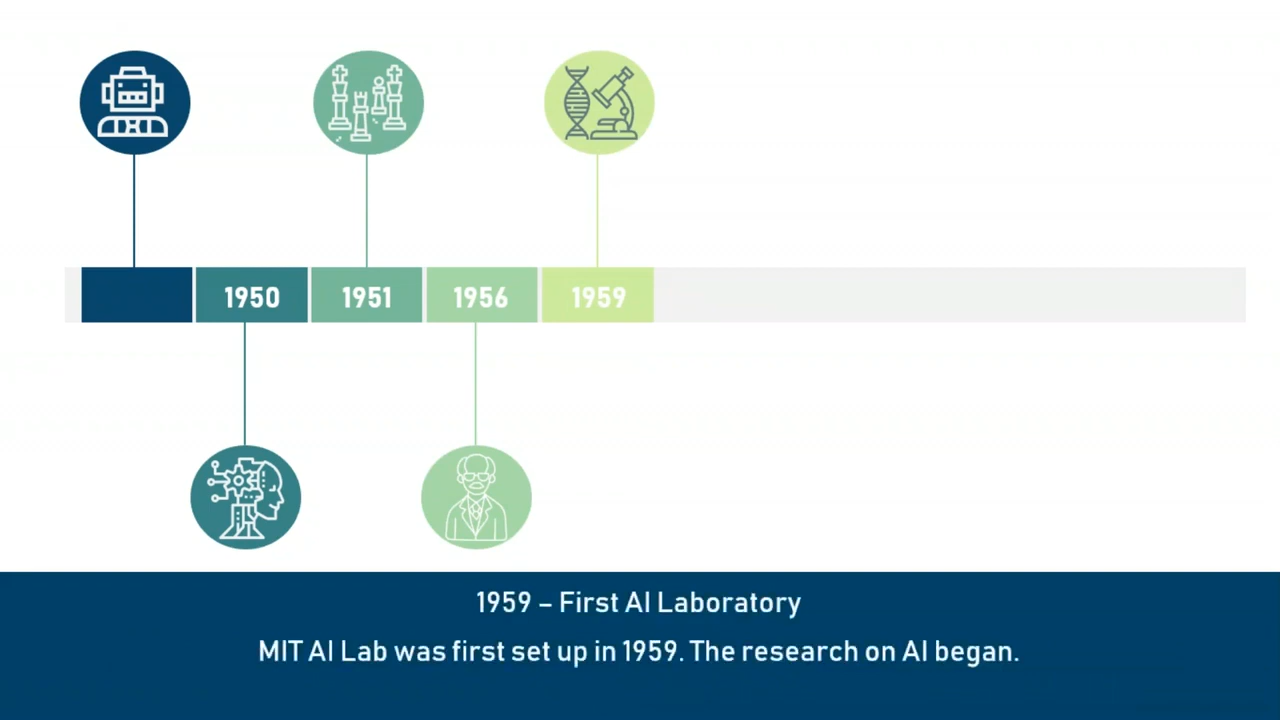 1950
1951
1956
1959
1959 – First AI Laboratory
MIT AI Lab was first set up in 1959. The research on AI began.